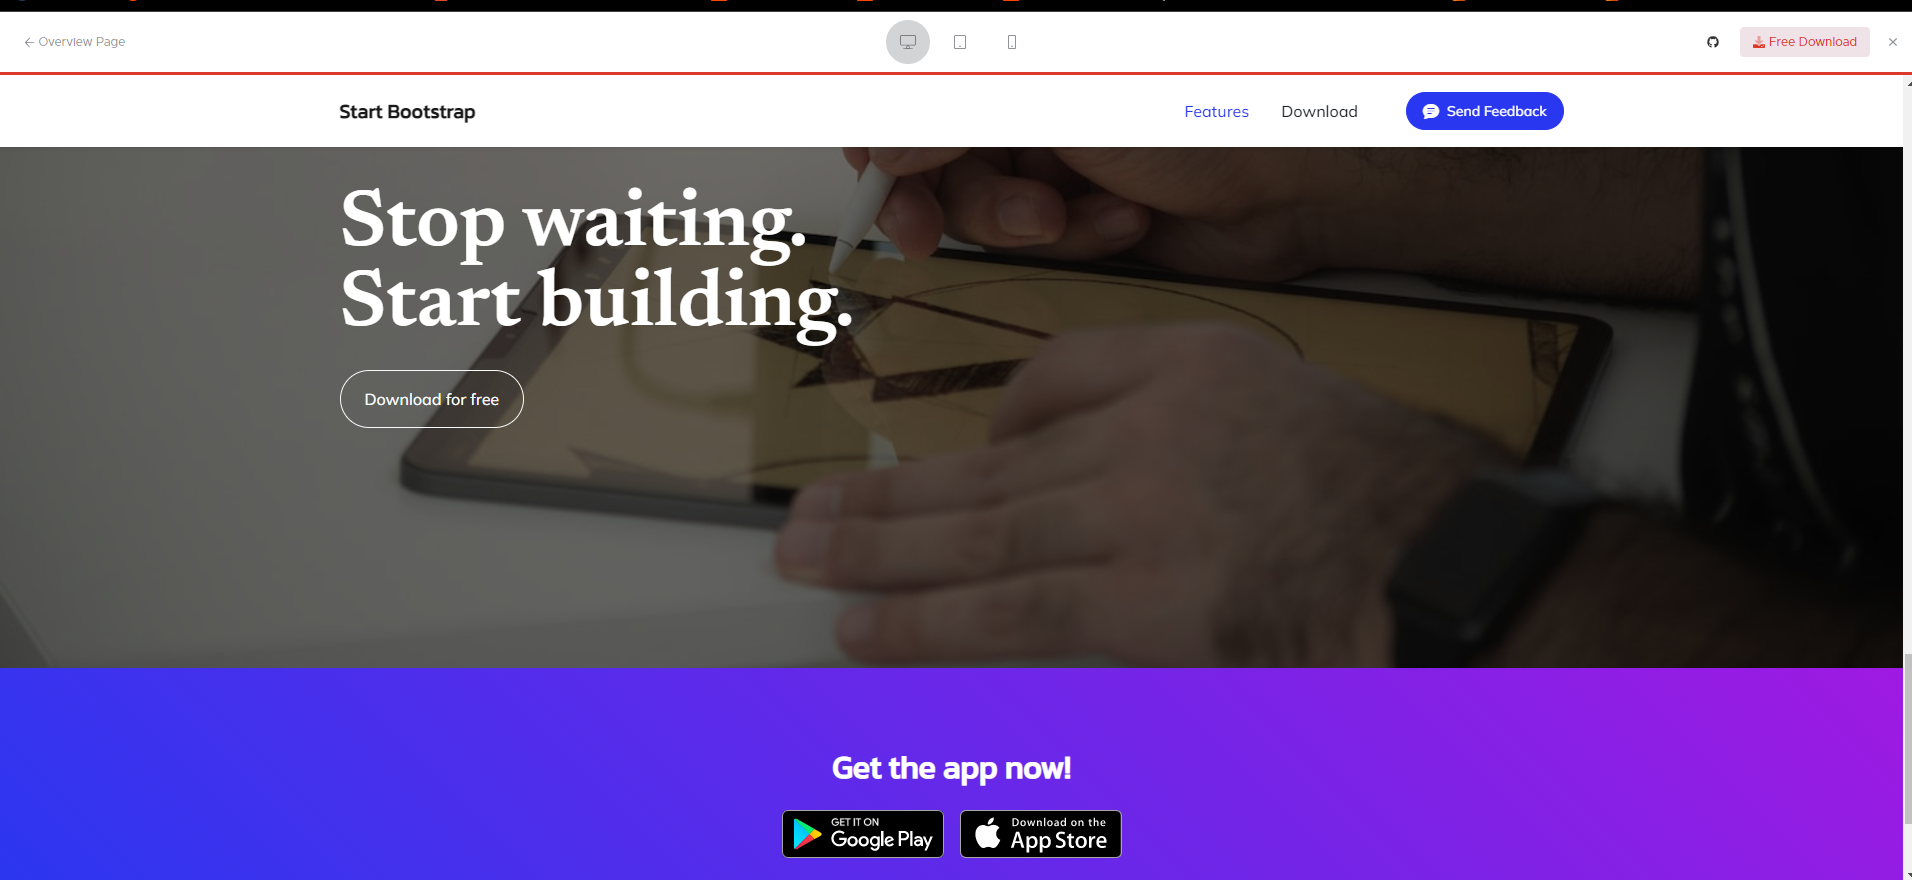 Overview Page
Free Download
Start Bootstrap
Features
Download
Send Feedback
Stop waiting.
Start building.
Download for free
Get the app now!
GET IT ON
Google Play
Download on the
App Store